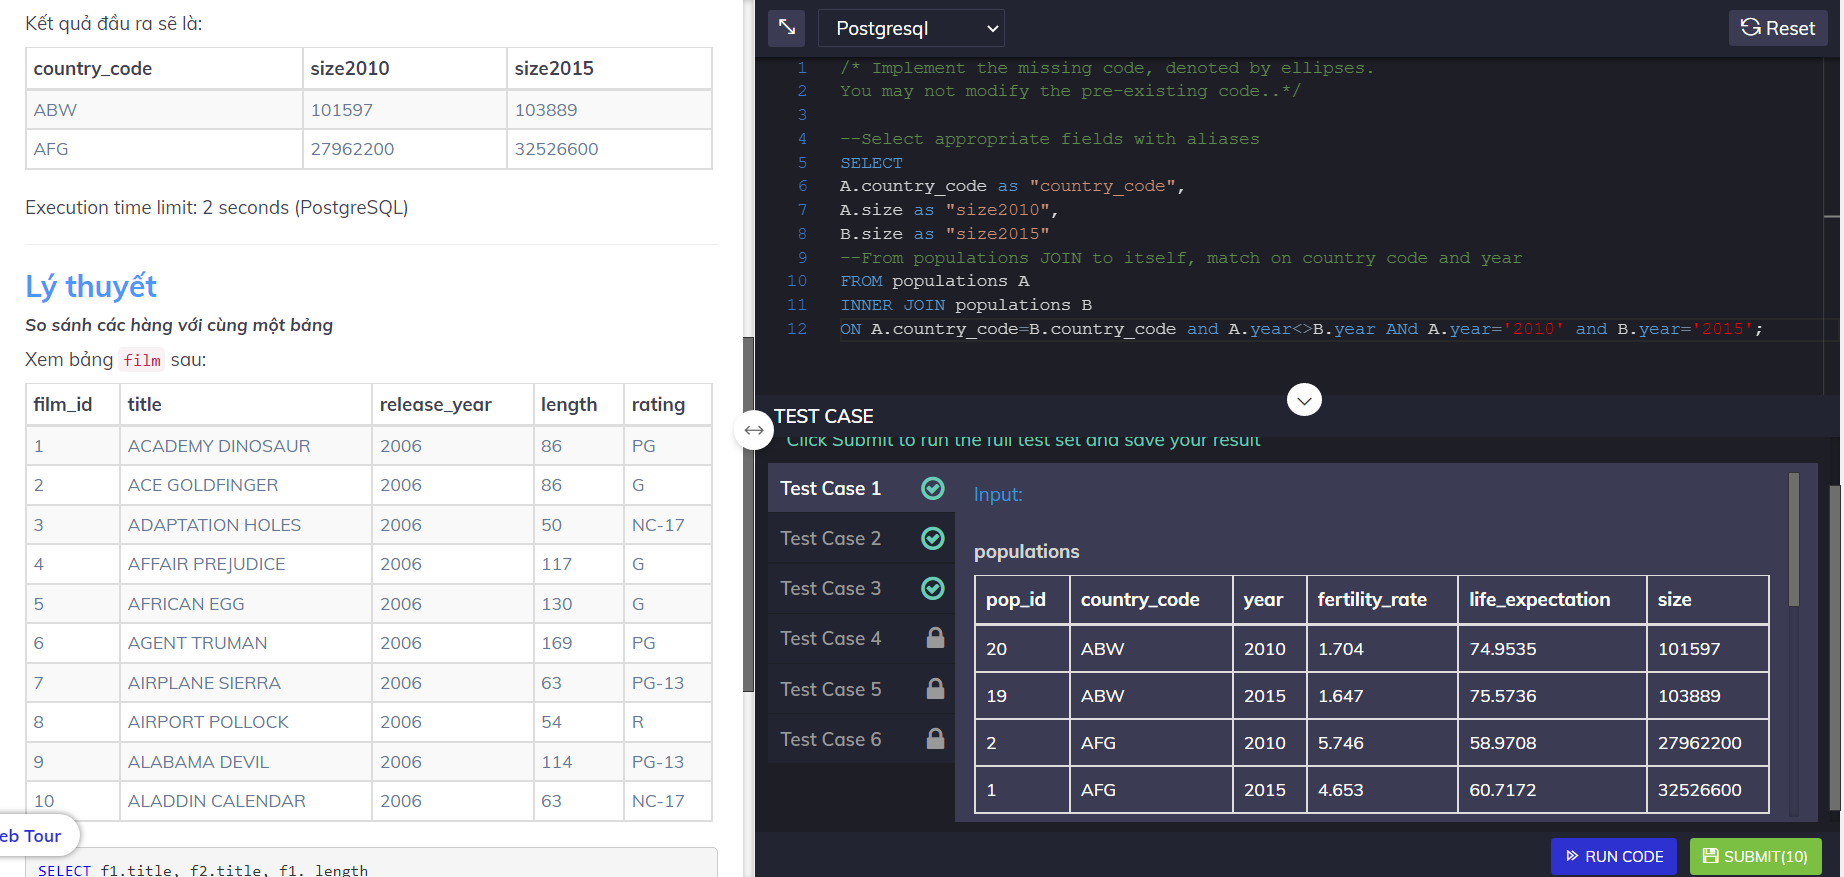 Kết quả đầu ra sẽ là:
country_code size2010 size2015
ABW 101597 103889
AFG 27962200 32526600
Execution time limit: 2 seconds (PostgreSQL)
Lý thuyết
So sánh các hàng với cùng một bảng
Xem bảng film sau:
film_id title release_year length rating
1 ACADEMY DINOSAUR 2006 86 PG
2 ACE GOLDFINGER 2006 86 G
3 ADAPTATION HOLES 2006 50 NC-17
4 AFFAIR PREJUDICE 2006 117 G
5 AFRICAN EGG 2006 130 G
6 AGENT TRUMAN 2006 169 PG
7 AIRPLANE SIERRA 2006 63 PG-13
8 AIRPORT POLLOCK 2006 54 R
9 ALABAMA DEVIL 2006 114 PG-13
10 ALADDIN CALENDAR 2006 63 NC-17
eb Tour
SELECT f1.title, f2.title, f1. length
Postgresql
Reset
1 /* Implement the missing code, denoted by ellipses.
2 You may not modify the pre-existing code..*/
3
4 --Select appropriate fields with aliases
5 SELECT
6 A.country_code as "country_code",
7 A.size as "size2010",
8 B.size as "size2015"
9 --From populations JOIN to itself, match on country code and year
10 FROM populations A
11 INNER JOIN populations B
12 ON A.country_code=B.country_code and A.year<>B.year ANd A.year='2010' and B.year='2015';
TEST CASE
Click Submit to run the full test set and save your result
Test Case 1
Test Case 2
Test Case 3
Test Case 4
Test Case 5
Test Case 6
Input:
populations
pop_id country_code year fertility_rate life_expectation size
20 ABW 2010 1.704 74.9535 101597
19 ABW 2015 1.647 75.5736 103889
2 AFG 2010 5.746 58.9708 27962200
1 AFG 2015 4.653 60.7172 32526600
RUN CODE
SUBMIT(10)